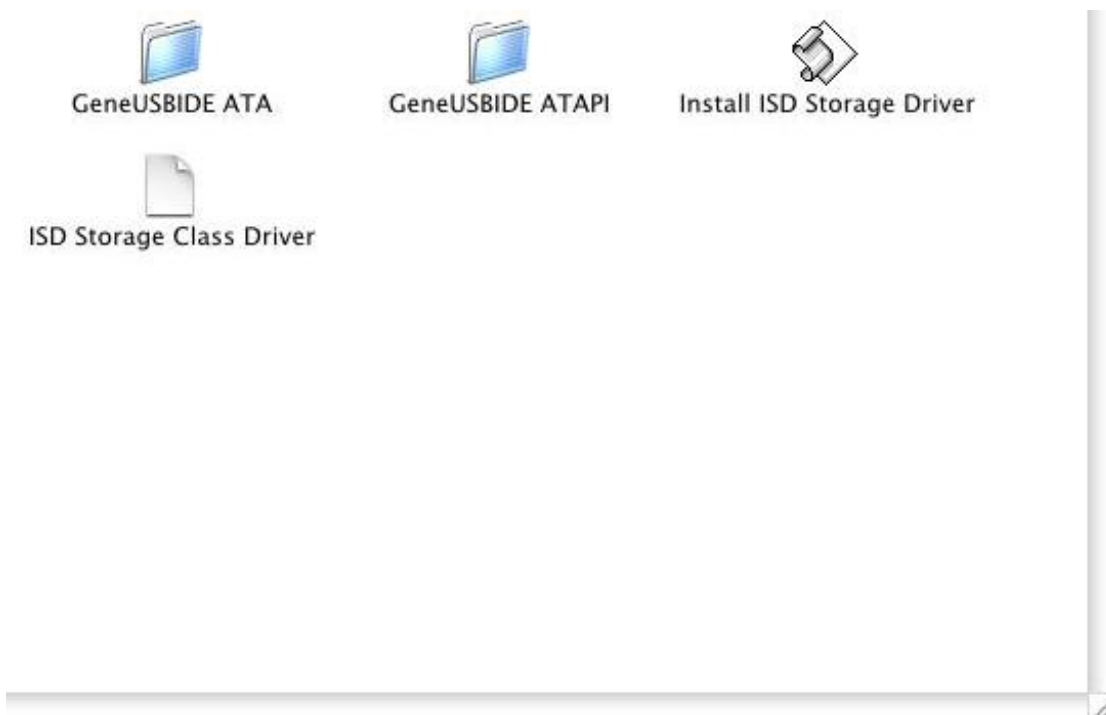 GeneUSBIDE ATA
GeneUSBIDE ATAPI
Install ISD Storage Driver
ISD Storage Class Driver